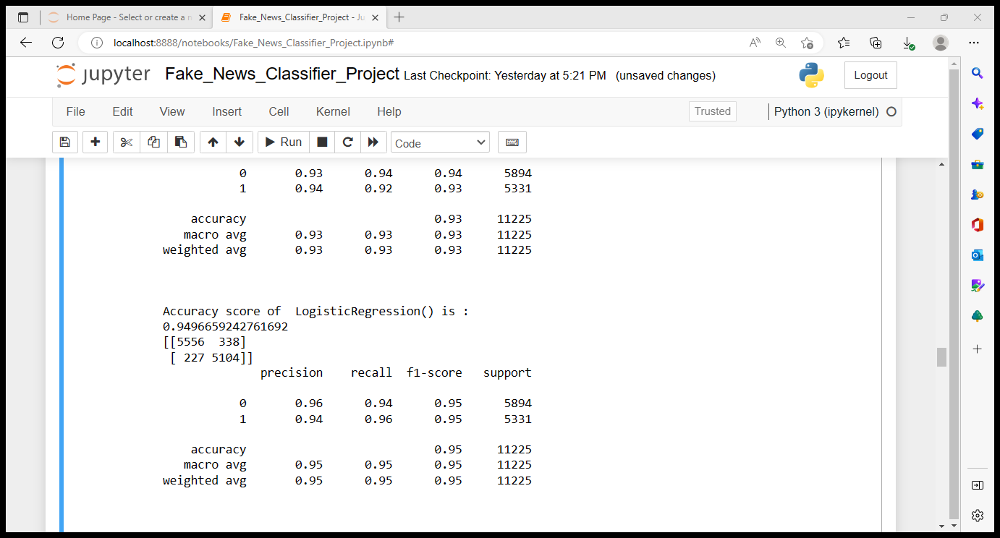 Home Page - Select or create a n
Fake_News_Classifier_Project - Ju
localhost:8888/notebooks/Fake_News_Classifier_Project.ipynb#
jupyter Fake_News_Classifier_Project Last Checkpoint: Yesterday at 5:21 PM (unsaved changes)
Logout
File Edit View Insert Cell Kernel Help
Trusted
Python 3 (ipykernel)
Run
Code
0 0.93 0.94 0.94 5894
1 0.94 0.92 0.93 5331
accuracy 0.93 11225
macro avg 0.93 0.93 0.93 11225
weighted avg 0.93 0.93 0.93 11225
Accuracy score of  LogisticRegression() is :
0.9496659242761692
[[5556  338]
 [ 227 5104]]
precision recall f1-score support
0 0.96 0.94 0.95 5894
1 0.94 0.96 0.95 5331
accuracy 0.95 11225
macro avg 0.95 0.95 0.95 11225
weighted avg 0.95 0.95 0.95 11225